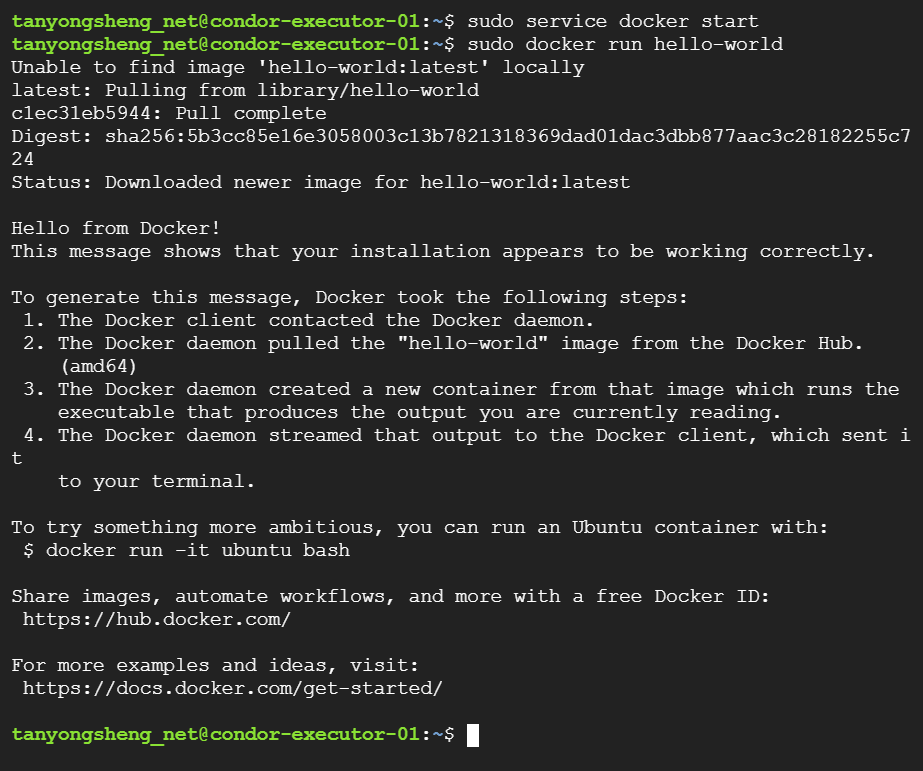 tanyongsheng_net@condor-executor-01:~$ sudo service docker start
tanyongsheng_net@condor-executor-01:~$ sudo docker run hello-world
Unable to find image 'hello-world:latest' locally
latest: Pulling from library/hello-world
c1ec31eb5944: Pull complete
Digest: sha256:5b3cc85e16e3058003c13b7821318369dad01dac3dbb877aac3c28182255c7
24
Status: Downloaded newer image for hello-world:latest

Hello from Docker!
This message shows that your installation appears to be working correctly.

To generate this message, Docker took the following steps:
 1. The Docker client contacted the Docker daemon.
 2. The Docker daemon pulled the "hello-world" image from the Docker Hub.
    (amd64)
 3. The Docker daemon created a new container from that image which runs the
    executable that produces the output you are currently reading.
 4. The Docker daemon streamed that output to the Docker client, which sent i
t
    to your terminal.

To try something more ambitious, you can run an Ubuntu container with:
 $ docker run -it ubuntu bash

Share images, automate workflows, and more with a free Docker ID:
 https://hub.docker.com/

For more examples and ideas, visit:
 https://docs.docker.com/get-started/

tanyongsheng_net@condor-executor-01:~$